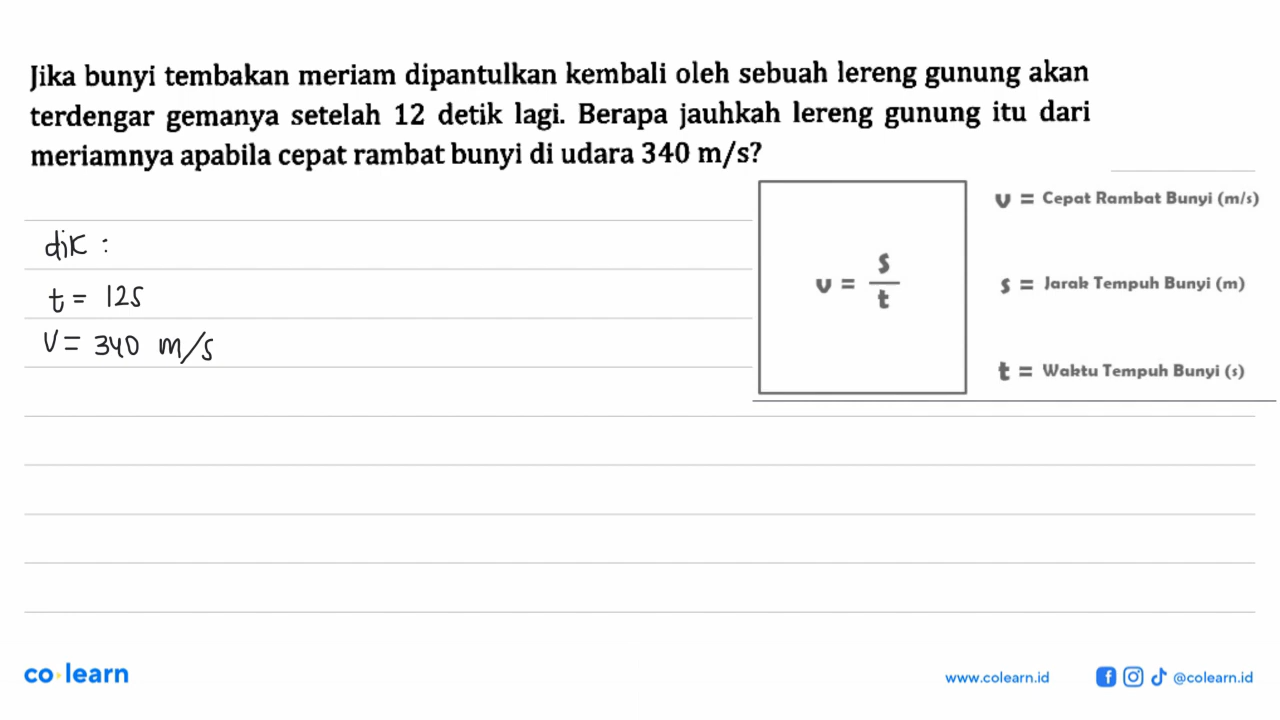 Jika bunyi tembakan meriam dipantulkan kembali oleh sebuah lereng gunung akan
terdengar gemanya setelah 12 detik lagi. Berapa jauhkah lereng gunung itu dari
meriamnya apabila cepat rambat bunyi di udara 340 m/s?
dik :
t = 12s
V = 340 m/s
v = s/t
v = Cepat Rambat Bunyi (m/s)
s = Jarak Tempuh Bunyi (m)
t = Waktu Tempuh Bunyi (s)
co·learn
www.colearn.id
@colearn.id